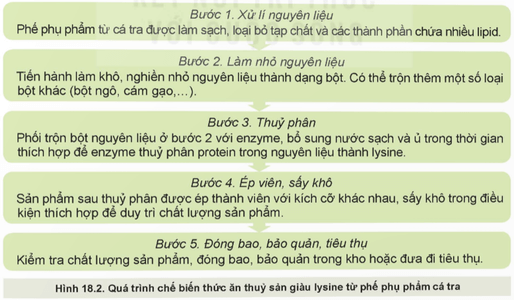 Bước 1. Xử lí nguyên liệu
Phế phụ phẩm từ cá tra được làm sạch, loại bỏ tạp chất và các thành phần chứa nhiều lipid.
Bước 2. Làm nhỏ nguyên liệu
Tiến hành làm khô, nghiền nhỏ nguyên liệu thành dạng bột. Có thể trộn thêm một số loại
bột khác (bột ngô, cám gạo,...).
Bước 3. Thuỷ phân
Phối trộn bột nguyên liệu ở bước 2 với enzyme, bổ sung nước sạch và ủ trong thời gian
thích hợp để enzyme thuỷ phân protein trong nguyên liệu thành lysine.
Bước 4. Ép viên, sấy khô
Sản phẩm sau thuỷ phân được ép thành viên với kích cỡ khác nhau, sấy khô trong điều
kiện thích hợp để duy trì chất lượng sản phẩm.
Bước 5. Đóng bao, bảo quản, tiêu thụ
Kiểm tra chất lượng sản phẩm, đóng bao, bảo quản trong kho hoặc đưa đi tiêu thụ.
Hình 18.2. Quá trình chế biến thức ăn thuỷ sản giàu lysine từ phế phụ phẩm cá tra